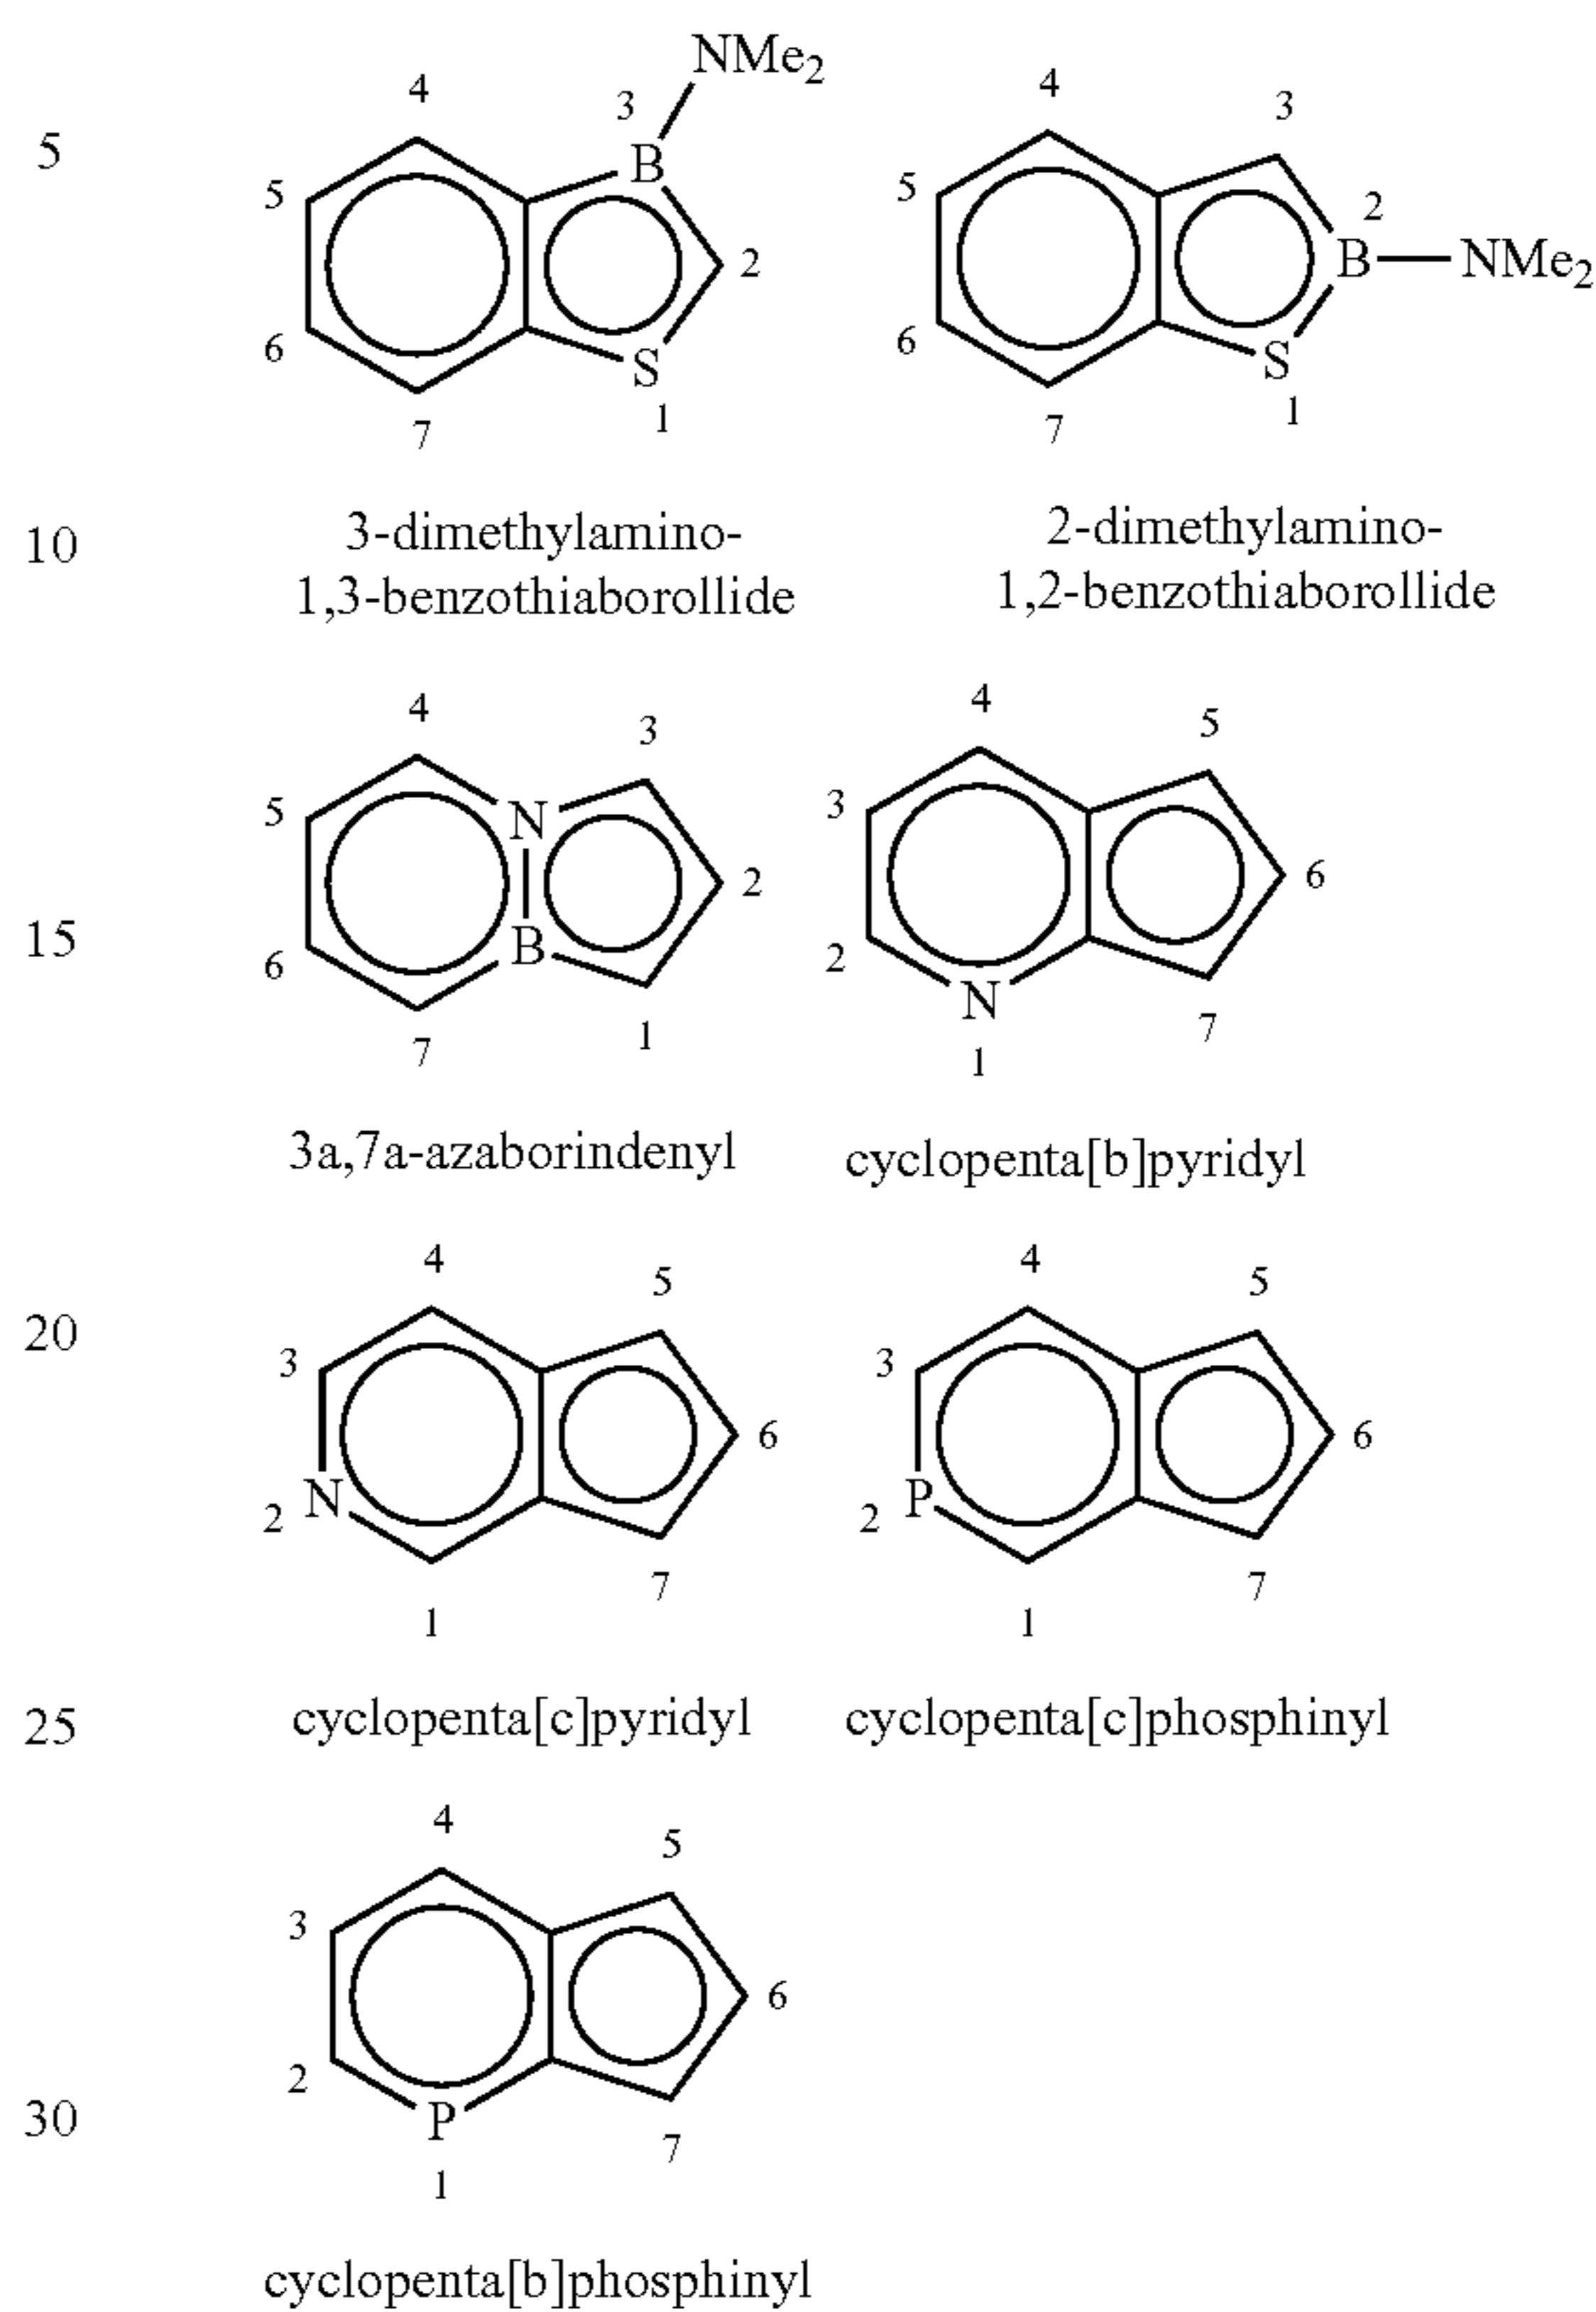 NMe2
4 3 4 3
5 B
5 2 5 2
B NMe2
6 S 6 S
7 1 7 1
10 3-dimethylamino- 2-dimethylamino-
1,3-benzothiaborollide 1,2-benzothiaborollide
4 3 4 5
5 N 3
2 6
15 6 B 2 N
7 1 1 7
3a,7a-azaborindenyl cyclopenta[b]pyridyl
4 5 4 5
20 3 3
6 6
2 N 2 P
1 7 1 7
25 cyclopenta[c]pyridyl cyclopenta[c]phosphinyl
4 5
3
6
30 2 P
1 7
cyclopenta[b]phosphinyl